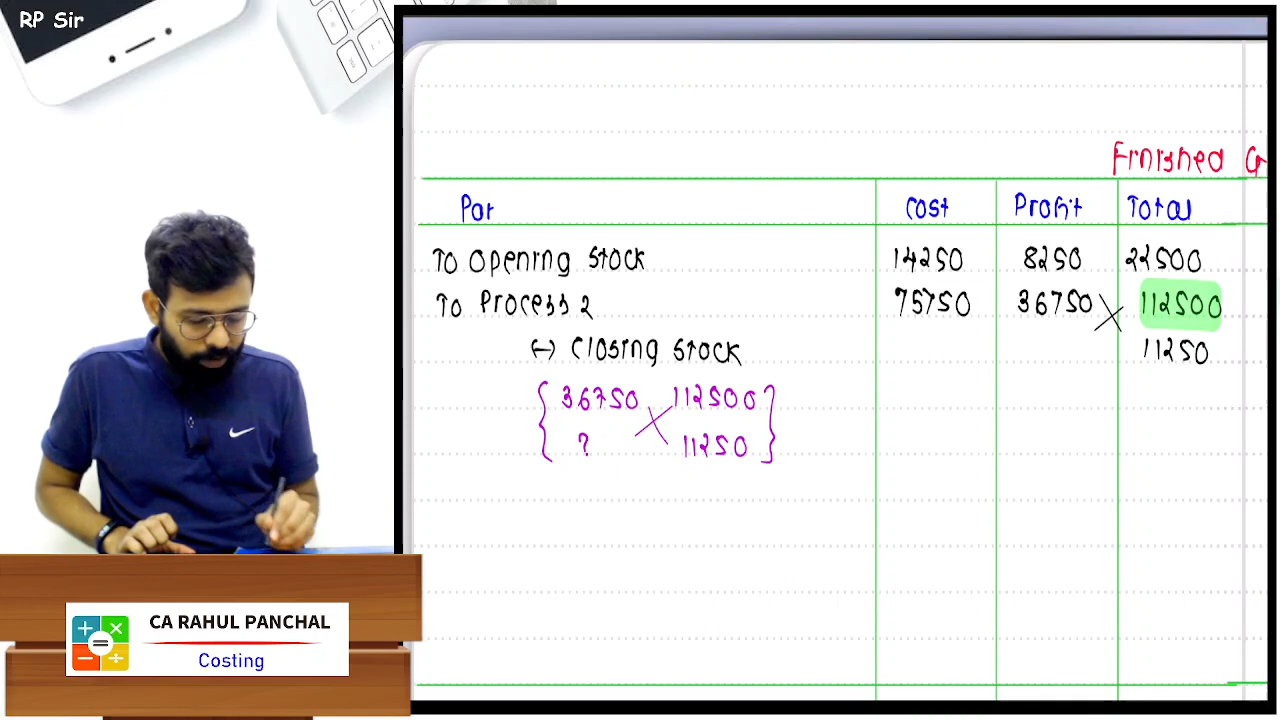 RP Sir
Finished G
Par Cost Profit Total
To Opening Stock 14250 8250 22500
To Process 2 75750 36750 112500
(-) Closing Stock 11250
36750 112500
? 11250
CA RAHUL PANCHAL
Costing